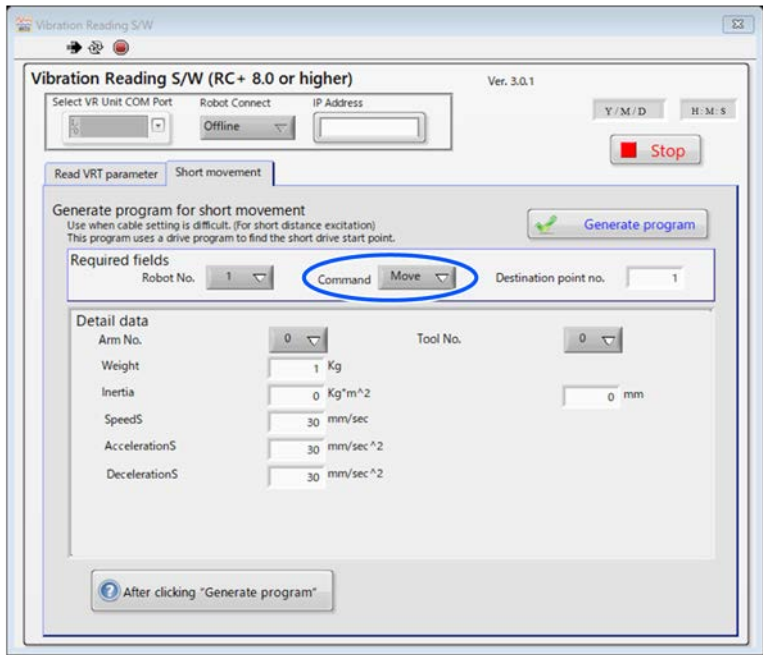 Vibration Reading S/W
Vibration Reading S/W (RC+ 8.0 or higher)
Ver. 3.0.1
Select VR Unit COM Port
Robot Connect
IP Address
Offline
Y/M/D
H:M:S
Stop
Read VRT parameter
Short movement
Generate program for short movement
Use when cable setting is difficult. (For short distance excitation)
This program uses a drive program to find the short drive start point.
Generate program
Required fields
Robot No. 1
Command Move
Destination point no. 1
Detail data
Arm No. 0
Tool No. 0
Weight 1 Kg
Inertia 0 Kg*m^2
0 mm
SpeedS 30 mm/sec
AccelerationS 30 mm/sec^2
DecelerationS 30 mm/sec^2
After clicking "Generate program"